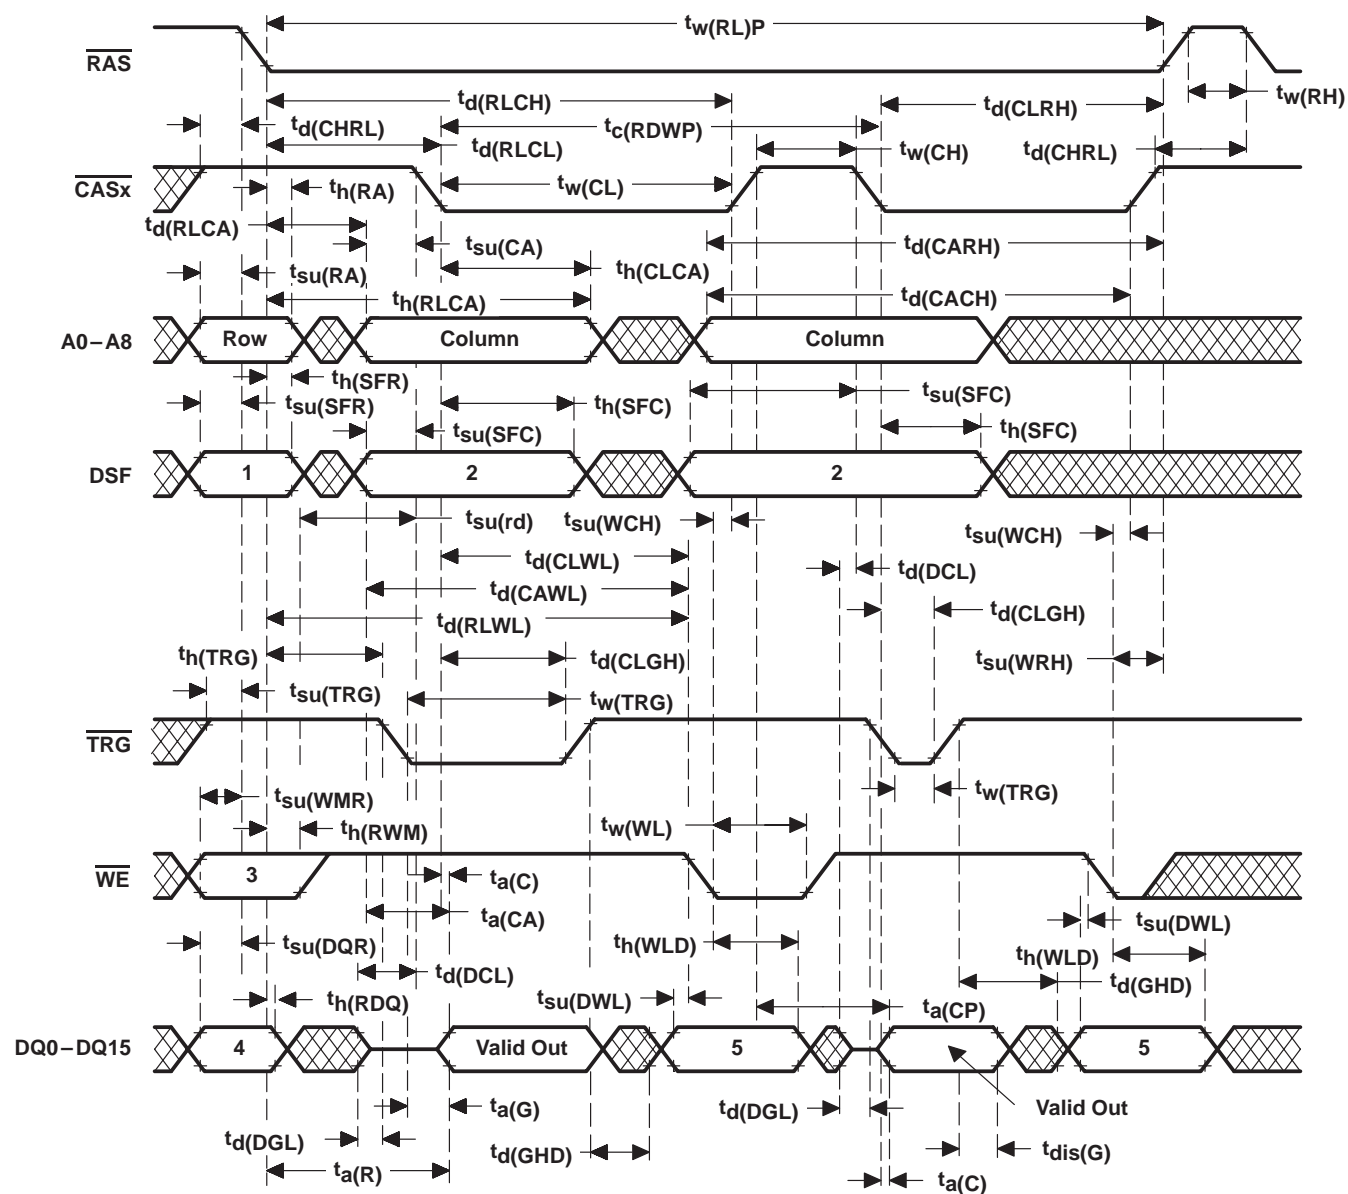 tw(RL)P
RAS
tw(RH)
td(RLCH)
td(CLRH)
td(CHRL)
tc(RDWP)
td(RLCL)
tw(CH)
td(CHRL)
CASx
th(RA)
tw(CL)
td(RLCA)
tsu(CA)
td(CARH)
tsu(RA)
th(CLCA)
th(RLCA)
td(CACH)
A0–A8
Row
Column
Column
th(SFR)
tsu(SFR)
th(SFC)
tsu(SFC)
tsu(SFC)
th(SFC)
DSF
1
2
2
tsu(rd)
tsu(WCH)
tsu(WCH)
td(CLWL)
td(DCL)
td(CAWL)
td(CLGH)
td(RLWL)
th(TRG)
td(CLGH)
tsu(WRH)
tsu(TRG)
tw(TRG)
TRG
tsu(WMR)
tw(TRG)
th(RWM)
tw(WL)
WE
3
ta(C)
ta(CA)
tsu(DWL)
tsu(DQR)
th(WLD)
th(WLD)
td(DCL)
td(GHD)
th(RDQ)
tsu(DWL)
ta(CP)
DQ0–DQ15
4
Valid Out
5
5
ta(G)
td(DGL)
Valid Out
td(DGL)
td(GHD)
tdis(G)
ta(R)
ta(C)